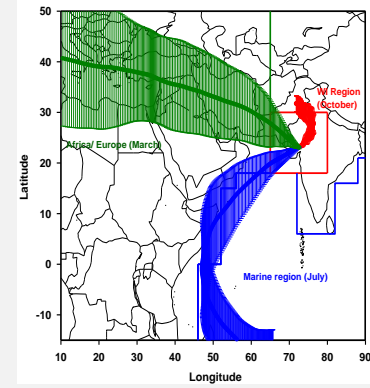 50
40
30
20
10
0
-10
Latitude
WI Region
(October)
Africa/ Europe (March)
Marine region (July)
10 20 30 40 50 60 70 80 90
Longitude